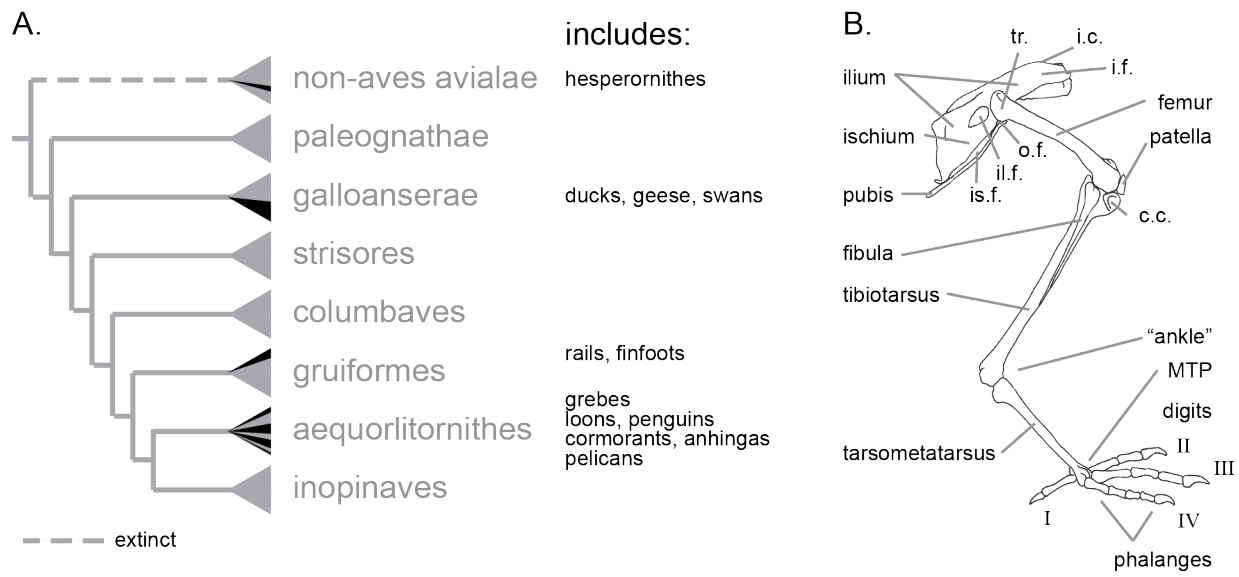 A.
includes:
non-aves avialae
hesperornithes
paleognathae
galloanserae
ducks, geese, swans
strisores
columbaves
rails, finfoots
gruiformes
grebes
loons, penguins
aequorlitornithes
cormorants, anhingas
pelicans
inopinaves
extinct
B.
tr.
i.c.
ilium
i.f.
femur
ischium
patella
o.f.
il.f.
pubis
is.f.
c.c.
fibula
tibiotarsus
“ankle”
MTP
digits
tarsometatarsus
II
III
I
IV
phalanges